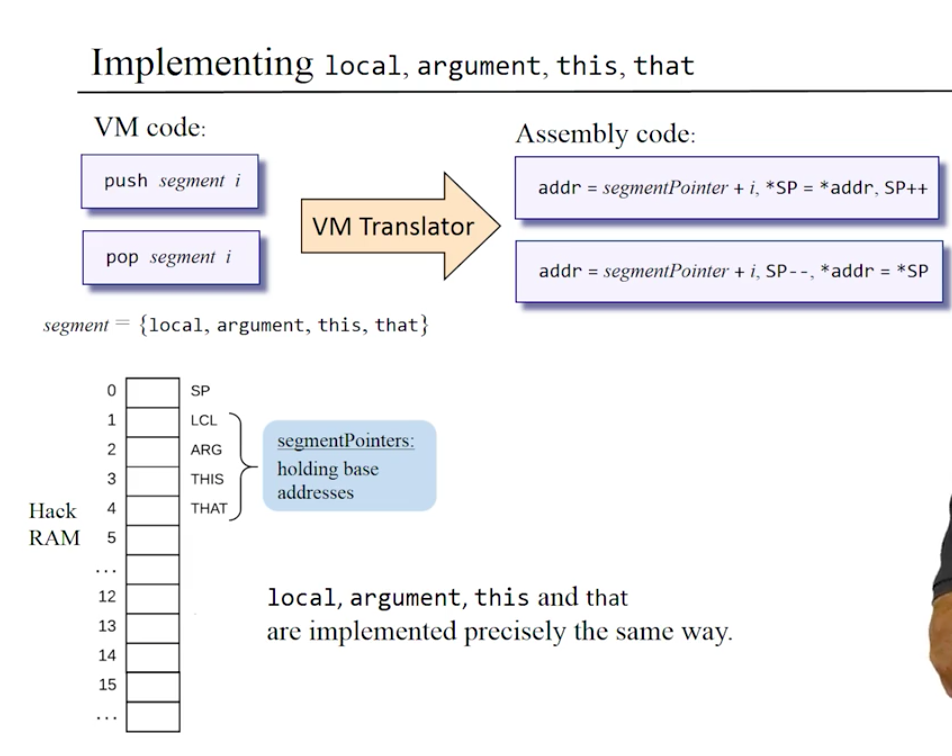 Implementing local, argument, this, that
VM code:
Assembly code:
push segment i
addr = segmentPointer + i, *SP = *addr, SP++
VM Translator
pop segment i
addr = segmentPointer + i, SP--, *addr = *SP
segment = {local, argument, this, that}
0 SP
1 LCL
2 ARG
3 THIS
4 THAT
5
...
12
13
14
15
...
Hack
RAM
segmentPointers:
holding base
addresses
local, argument, this and that
are implemented precisely the same way.